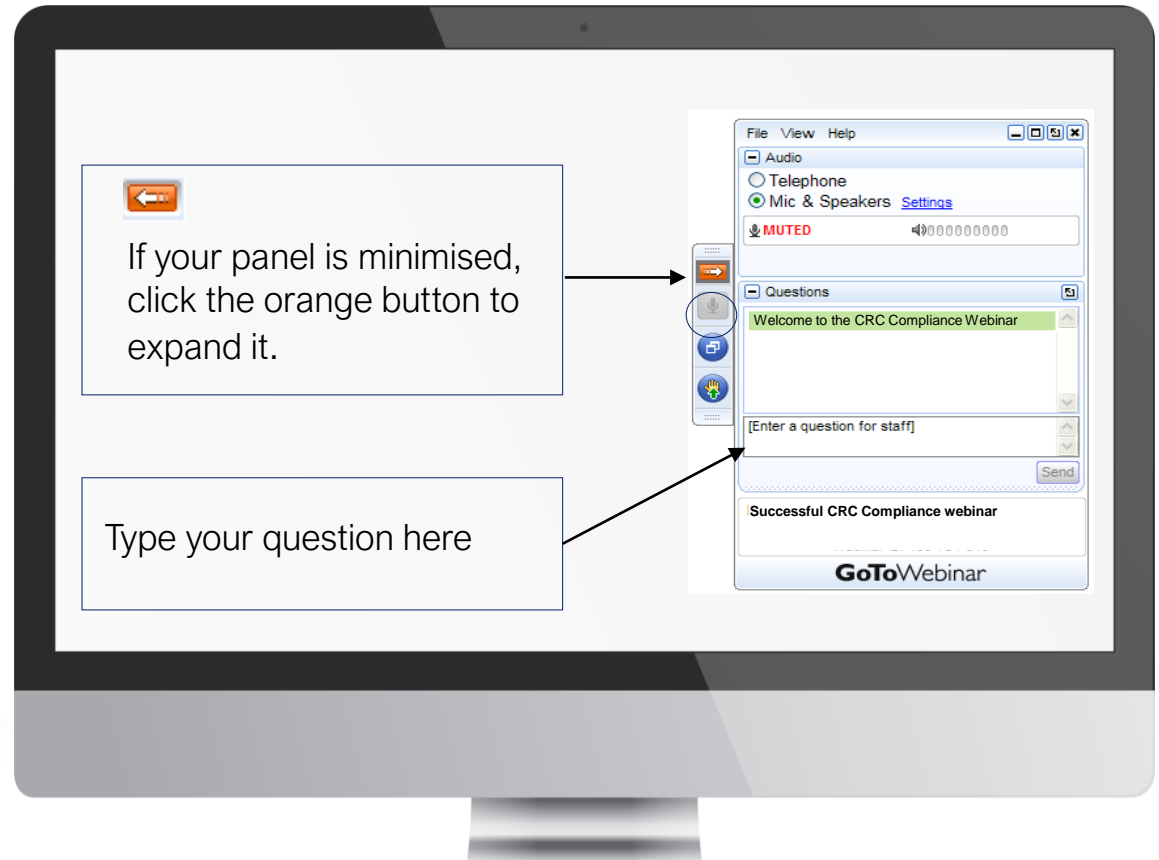 If your panel is minimised,
click the orange button to
expand it.
Type your question here
File View Help
Audio
Telephone
Mic & Speakers Settings
MUTED
Questions
Welcome to the CRC Compliance Webinar
[Enter a question for staff]
Send
Successful CRC Compliance webinar
GoToWebinar